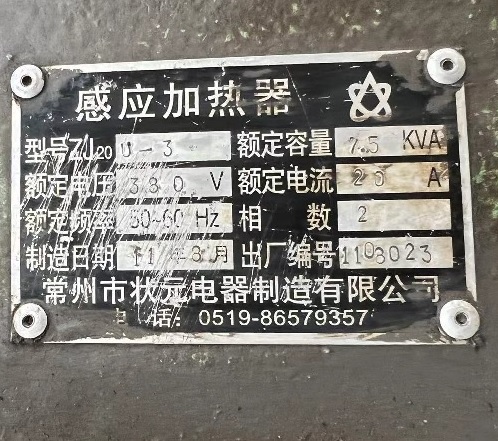 感应加热器
型号ZJ20 U-3 额定容量 7.5 KVA
额定电压 380 V 额定电流 20 A
额定频率 50~60 Hz 相 数 2
制造日期 11年3月 出厂编号 1103023
常州市状元电器制造有限公司
电 话: 0519-86579357